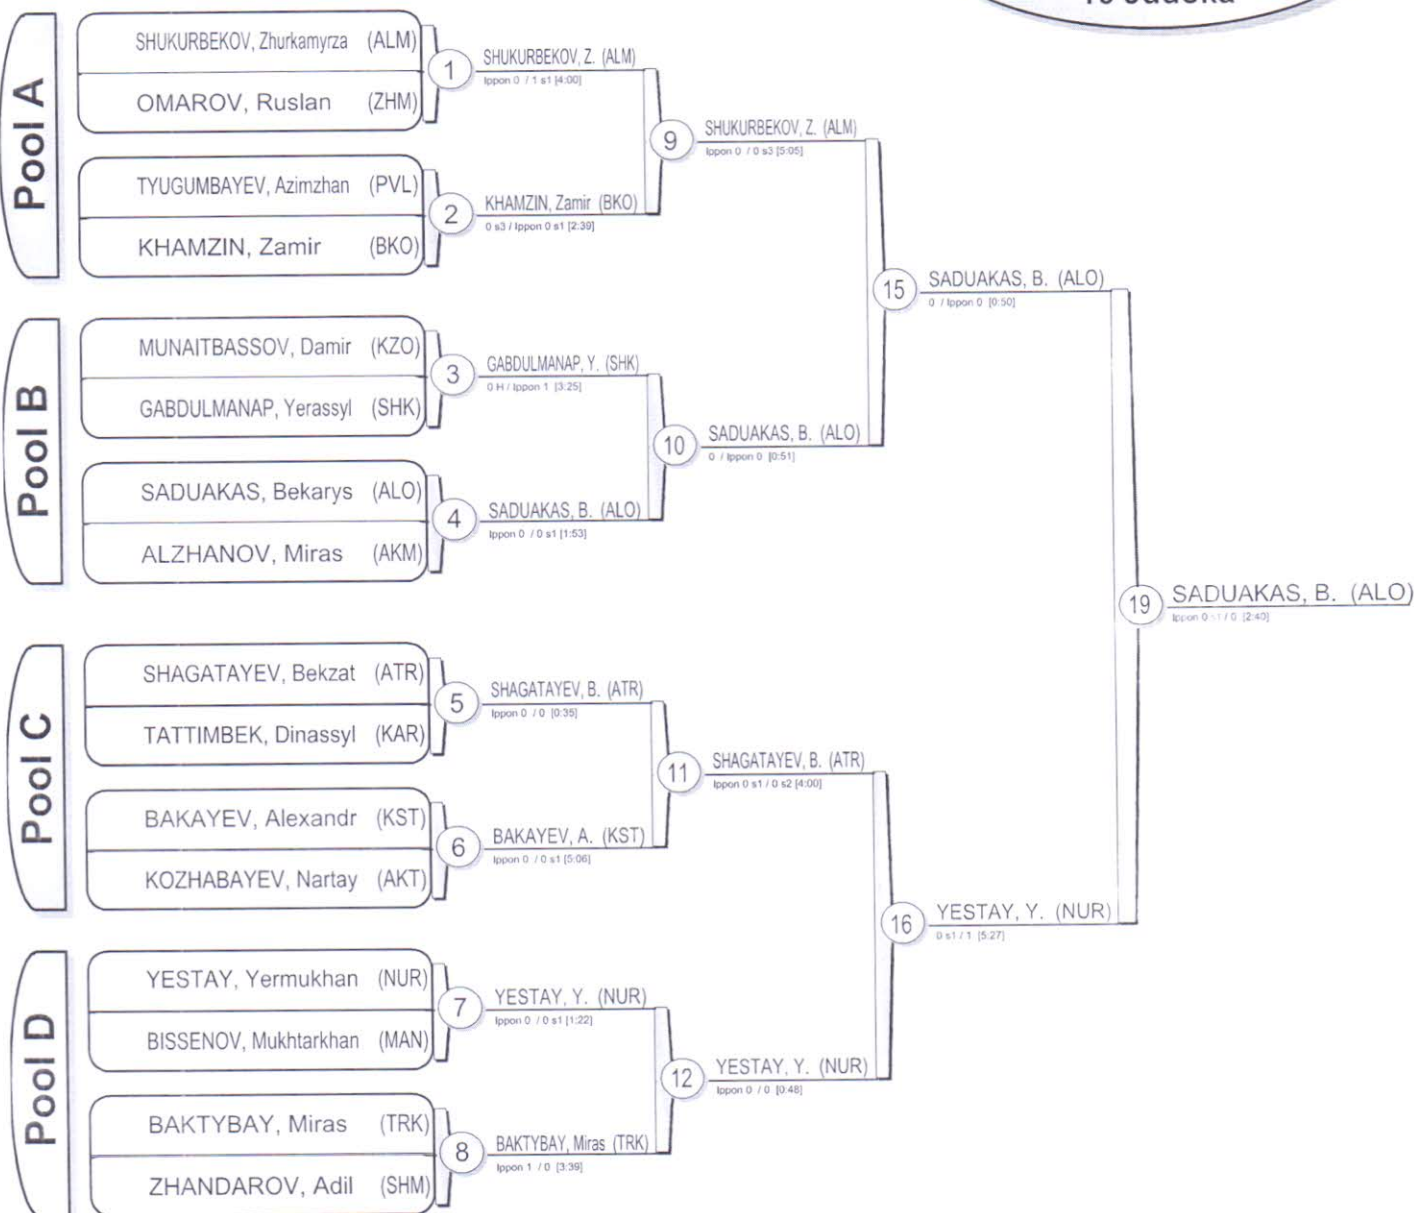 Pool A
SHUKURBEKOV, Zhurkamyrza (ALM)
OMAROV, Ruslan (ZHM)
1
SHUKURBEKOV, Z. (ALM)
Ippon 0 / 1 s1 [4:00]
TYUGUMBAYEV, Azimzhan (PVL)
KHAMZIN, Zamir (BKO)
2
KHAMZIN, Zamir (BKO)
0 s3 / Ippon 0 s1 [2:39]
9
SHUKURBEKOV, Z. (ALM)
Ippon 0 / 0 s3 [5:05]
Pool B
MUNAITBASSOV, Damir (KZO)
GABDULMANAP, Yerassyl (SHK)
3
GABDULMANAP, Y. (SHK)
0 H / Ippon 1 [3:25]
SADUAKAS, Bekarys (ALO)
ALZHANOV, Miras (AKM)
4
SADUAKAS, B. (ALO)
Ippon 0 / 0 s1 [1:53]
10
SADUAKAS, B. (ALO)
0 / Ippon 0 [0:51]
15
SADUAKAS, B. (ALO)
0 / Ippon 0 [0:50]
Pool C
SHAGATAYEV, Bekzat (ATR)
TATTIMBEK, Dinassyl (KAR)
5
SHAGATAYEV, B. (ATR)
Ippon 0 / 0 [0:35]
BAKAYEV, Alexandr (KST)
KOZHABAYEV, Nartay (AKT)
6
BAKAYEV, A. (KST)
Ippon 0 / 0 s1 [5:06]
11
SHAGATAYEV, B. (ATR)
Ippon 0 s1 / 0 s2 [4:00]
Pool D
YESTAY, Yermukhan (NUR)
BISSENOV, Mukhtarkhan (MAN)
7
YESTAY, Y. (NUR)
Ippon 0 / 0 s1 [1:22]
BAKTYBAY, Miras (TRK)
ZHANDAROV, Adil (SHM)
8
BAKTYBAY, Miras (TRK)
Ippon 1 / 0 [3:39]
12
YESTAY, Y. (NUR)
Ippon 0 / 0 [0:48]
16
YESTAY, Y. (NUR)
0 s1 / 1 [5:27]
19
SADUAKAS, B. (ALO)
Ippon 0 s1 / 0 [2:40]